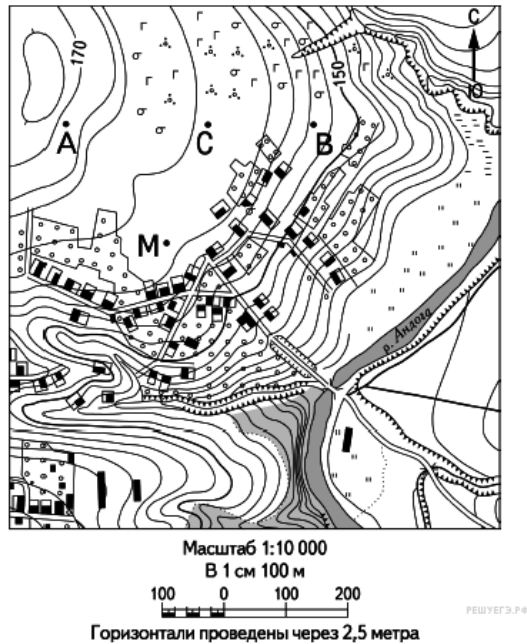 С
170
150
Ю
А
С
В
М
р. Андога
Масштаб 1:10 000
В 1 см 100 м
100 0 100 200
РЕШУЕГЭ.РФ
Горизонтали проведены через 2,5 метра